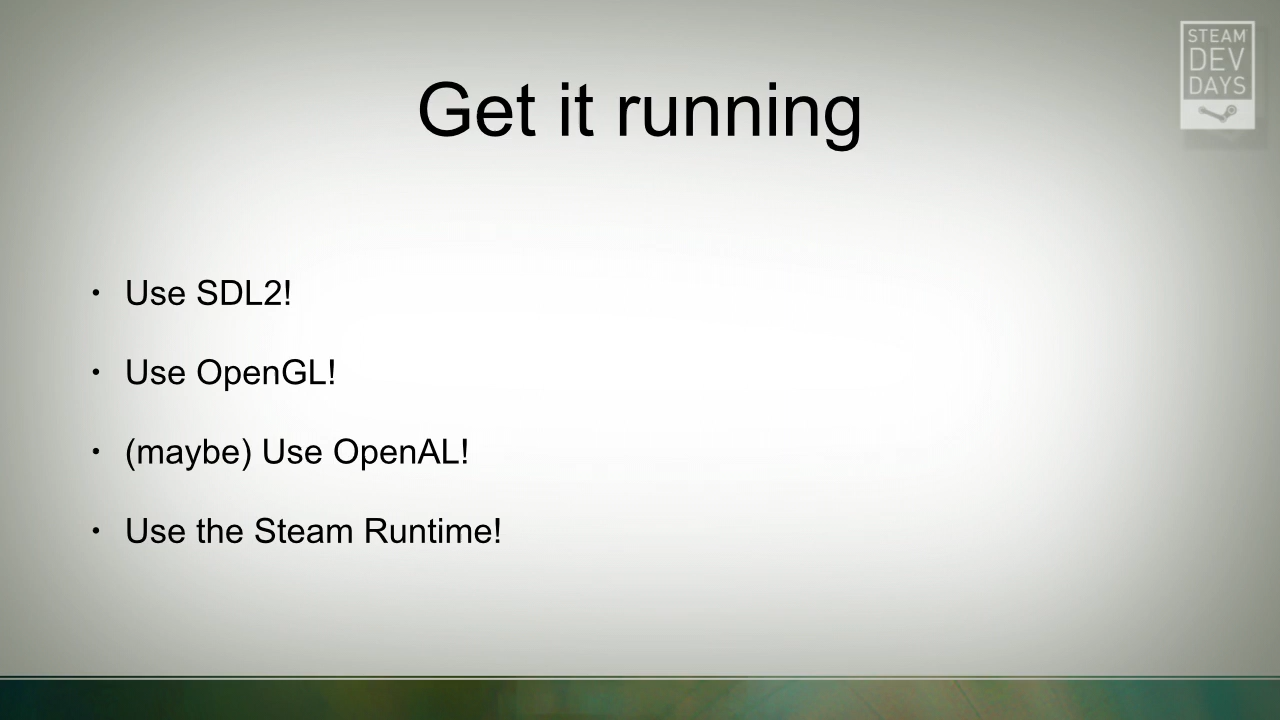 STEAM
DEV
DAYS
Get it running
• Use SDL2!
• Use OpenGL!
• (maybe) Use OpenAL!
• Use the Steam Runtime!